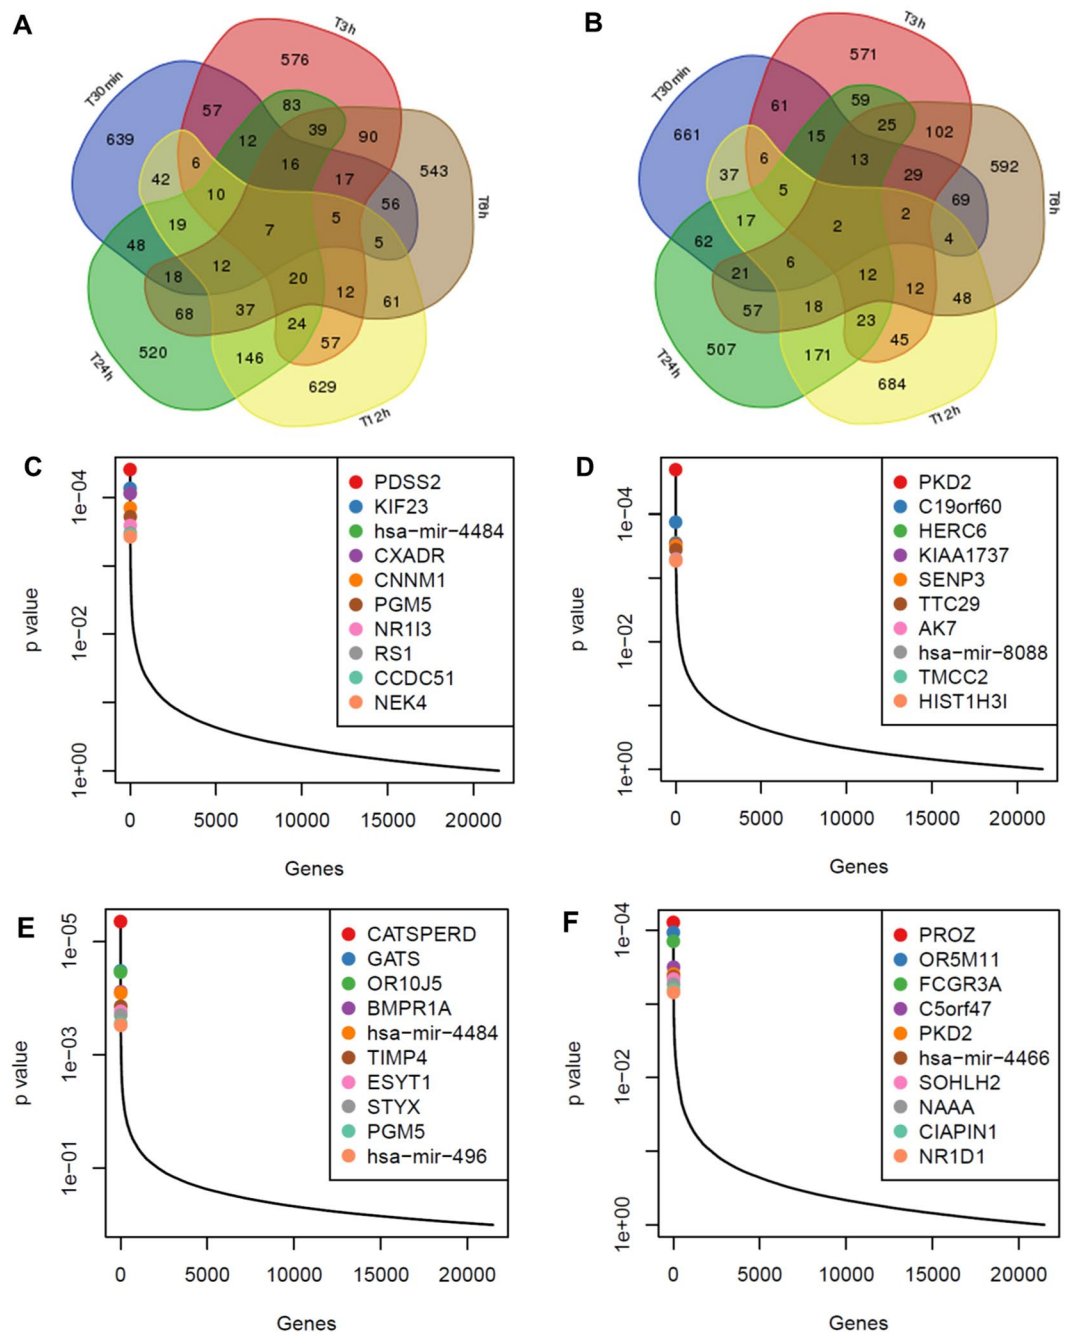 A
B
T3h
T3h
T30min
T30min
T6h
T6h
T24h
T24h
T12h
T12h
576
571
57
83
61
59
639
12
39
90
661
15
25
102
6
16
543
6
13
592
42
17
37
29
10
56
5
69
19
5
17
2
48
7
5
62
2
4
18
12
21
6
20
12
68
37
12
61
57
18
12
48
24
23
520
146
57
507
171
45
629
684
C
PDSS2
KIF23
hsa−mir−4484
CXADR
CNNM1
PGM5
NR1I3
RS1
CCDC51
NEK4
p value
1e−04
1e−02
1e+00
0 5000 10000 15000 20000
Genes
D
PKD2
C19orf60
HERC6
KIAA1737
SENP3
TTC29
AK7
hsa−mir−8088
TMCC2
HIST1H3I
p value
1e−04
1e−02
1e+00
0 5000 10000 15000 20000
Genes
E
CATSPERD
GATS
OR10J5
BMPR1A
hsa−mir−4484
TIMP4
ESYT1
STYX
PGM5
hsa−mir−496
p value
1e−05
1e−03
1e−01
0 5000 10000 15000 20000
Genes
F
PROZ
OR5M11
FCGR3A
C5orf47
PKD2
hsa−mir−4466
SOHLH2
NAAA
CIAPIN1
NR1D1
p value
1e−04
1e−02
1e+00
0 5000 10000 15000 20000
Genes